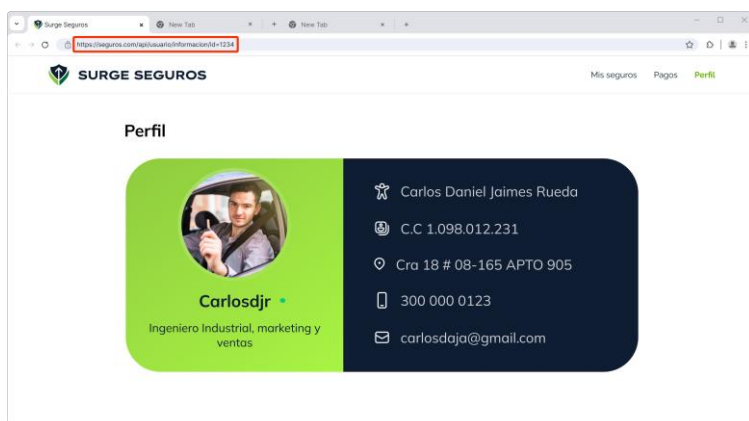 Surge Seguros
New Tab
New Tab
https://seguros.com/api/usuario/informacion/id=1234
SURGE SEGUROS
Mis seguros Pagos Perfil
Perfil
Carlosdjr
Ingeniero Industrial, marketing y
ventas
Carlos Daniel Jaimes Rueda
C.C 1.098.012.231
Cra 18 # 08-165 APTO 905
300 000 0123
carlosdaja@gmail.com